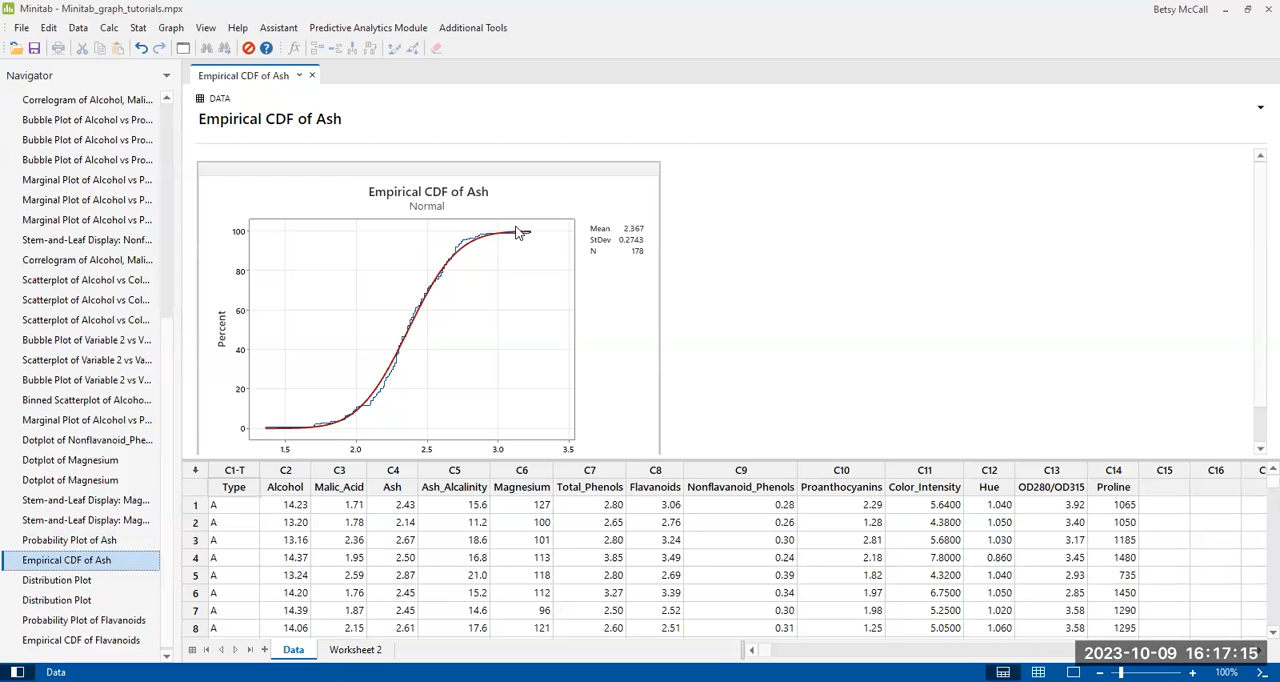 Minitab - Minitab_graph_tutorials.mpx
Betsy McCall
File Edit Data Calc Stat Graph View Help Assistant Predictive Analytics Module Additional Tools
Navigator
Correlogram of Alcohol, Mali...
Bubble Plot of Alcohol vs Pro...
Bubble Plot of Alcohol vs Pro...
Bubble Plot of Alcohol vs Pro...
Marginal Plot of Alcohol vs P...
Marginal Plot of Alcohol vs P...
Marginal Plot of Alcohol vs P...
Stem-and-Leaf Display: Nonf...
Correlogram of Alcohol, Mali...
Scatterplot of Alcohol vs Col...
Scatterplot of Alcohol vs Col...
Scatterplot of Alcohol vs Col...
Bubble Plot of Variable 2 vs V...
Scatterplot of Variable 2 vs Va...
Bubble Plot of Variable 2 vs V...
Binned Scatterplot of Alcoho...
Marginal Plot of Alcohol vs P...
Dotplot of Nonflavanoid_Phe...
Dotplot of Magnesium
Dotplot of Magnesium
Stem-and-Leaf Display: Mag...
Stem-and-Leaf Display: Mag...
Probability Plot of Ash
Empirical CDF of Ash
Distribution Plot
Distribution Plot
Probability Plot of Flavanoids
Empirical CDF of Flavanoids
Empirical CDF of Ash
DATA
Empirical CDF of Ash
Empirical CDF of Ash
Normal
Mean 2.367
StDev 0.2743
N 178
Percent
100
80
60
40
20
0
1.5 2.0 2.5 3.0 3.5
C1-T C2 C3 C4 C5 C6 C7 C8 C9 C10 C11 C12 C13 C14 C15 C16 C
Type Alcohol Malic_Acid Ash Ash_Alcalinity Magnesium Total_Phenols Flavanoids Nonflavanoid_Phenols Proanthocyanins Color_Intensity Hue OD280/OD315 Proline
1 A 14.23 1.71 2.43 15.6 127 2.80 3.06 0.28 2.29 5.6400 1.040 3.92 1065
2 A 13.20 1.78 2.14 11.2 100 2.65 2.76 0.26 1.28 4.3800 1.050 3.40 1050
3 A 13.16 2.36 2.67 18.6 101 2.80 3.24 0.30 2.81 5.6800 1.030 3.17 1185
4 A 14.37 1.95 2.50 16.8 113 3.85 3.49 0.24 2.18 7.8000 0.860 3.45 1480
5 A 13.24 2.59 2.87 21.0 118 2.80 2.69 0.39 1.82 4.3200 1.040 2.93 735
6 A 14.20 1.76 2.45 15.2 112 3.27 3.39 0.34 1.97 6.7500 1.050 2.85 1450
7 A 14.39 1.87 2.45 14.6 96 2.50 2.52 0.30 1.98 5.2500 1.020 3.58 1290
8 A 14.06 2.15 2.61 17.6 121 2.60 2.51 0.31 1.25 5.0500 1.060 3.58 1295
Data Worksheet 2
2023-10-09 16:17:15
Data
100%